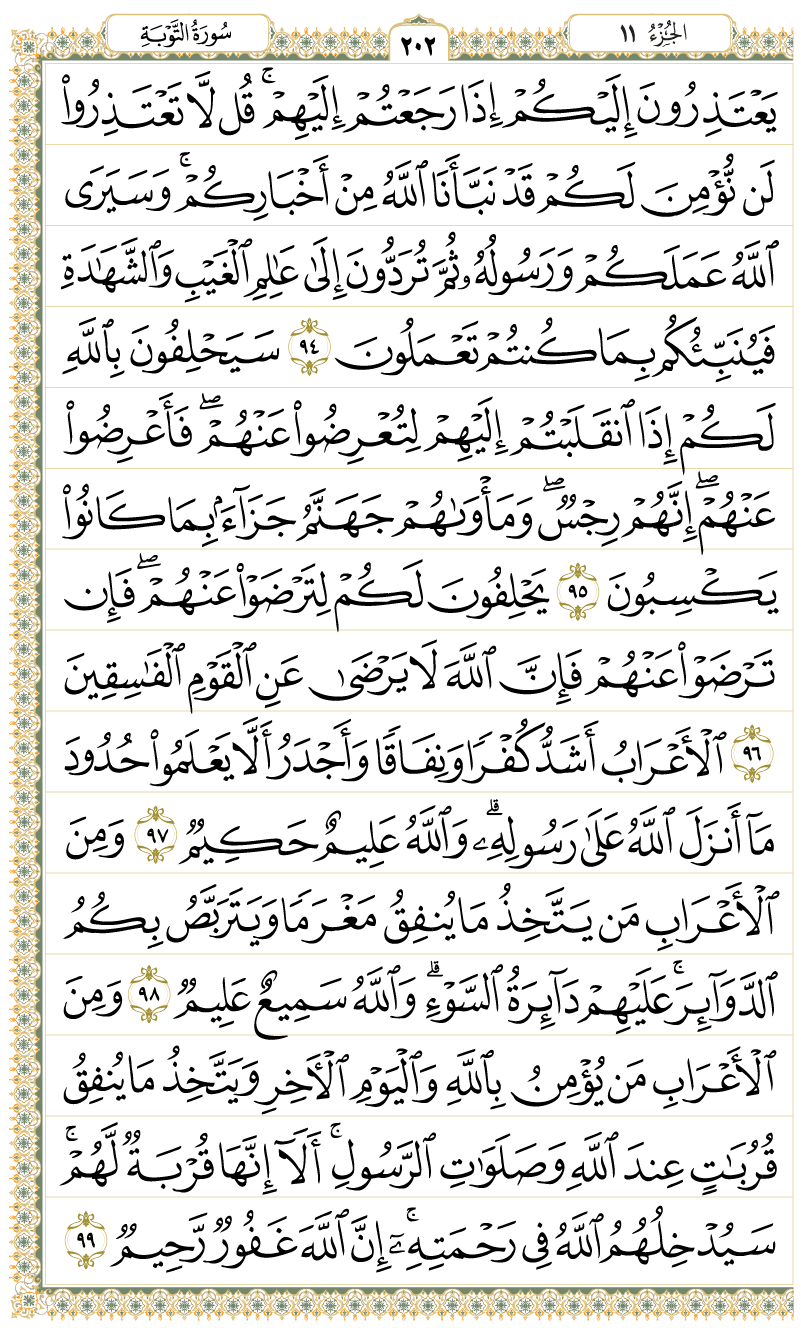 الجُزْءُ ١١
٢٠٢
سُورَةُ التَّوْبَةِ
يَعْتَذِرُونَ إِلَيْكُمْ إِذَا رَجَعْتُمْ إِلَيْهِمْ ۚ قُل لَّا تَعْتَذِرُوا۟
لَن نُّؤْمِنَ لَكُمْ قَدْ نَبَّأَنَا ٱللَّهُ مِنْ أَخْبَارِكُمْ ۚ وَسَيَرَى
ٱللَّهُ عَمَلَكُمْ وَرَسُولُهُۥ ثُمَّ تُرَدُّونَ إِلَىٰ عَٰلِمِ ٱلْغَيْبِ وَٱلشَّهَٰدَةِ
فَيُنَبِّئُكُم بِمَا كُنتُمْ تَعْمَلُونَ ٩٤ سَيَحْلِفُونَ بِٱللَّهِ
لَكُمْ إِذَا ٱنقَلَبْتُمْ إِلَيْهِمْ لِتُعْرِضُوا۟ عَنْهُمْ ۖ فَأَعْرِضُوا۟
عَنْهُمْ ۖ إِنَّهُمْ رِجْسٌ ۖ وَمَأْوَىٰهُمْ جَهَنَّمُ جَزَآءًۢ بِمَا كَانُوا۟
يَكْسِبُونَ ٩٥ يَحْلِفُونَ لَكُمْ لِتَرْضَوْا۟ عَنْهُمْ ۖ فَإِن
تَرْضَوْا۟ عَنْهُمْ فَإِنَّ ٱللَّهَ لَا يَرْضَىٰ عَنِ ٱلْقَوْمِ ٱلْفَٰسِقِينَ
٩٦ ٱلْأَعْرَابُ أَشَدُّ كُفْرًا وَنِفَاقًا وَأَجْدَرُ أَلَّا يَعْلَمُوا۟ حُدُودَ
مَآ أَنزَلَ ٱللَّهُ عَلَىٰ رَسُولِهِۦ ۗ وَٱللَّهُ عَلِيمٌ حَكِيمٌ ٩٧ وَمِنَ
ٱلْأَعْرَابِ مَن يَتَّخِذُ مَا يُنفِقُ مَغْرَمًا وَيَتَرَبَّصُ بِكُمُ
ٱلدَّوَآئِرَ ۚ عَلَيْهِمْ دَآئِرَةُ ٱلسَّوْءِ ۗ وَٱللَّهُ سَمِيعٌ عَلِيمٌ ٩٨ وَمِنَ
ٱلْأَعْرَابِ مَن يُؤْمِنُ بِٱللَّهِ وَٱلْيَوْمِ ٱلْءَاخِرِ وَيَتَّخِذُ مَا يُنفِقُ
قُرُبَٰتٍ عِندَ ٱللَّهِ وَصَلَوَٰتِ ٱلرَّسُولِ ۚ أَلَآ إِنَّهَا قُرْبَةٌ لَّهُمْ ۚ
سَيُدْخِلُهُمُ ٱللَّهُ فِى رَحْمَتِهِۦٓ ۚ إِنَّ ٱللَّهَ غَفُورٌ رَّحِيمٌ ٩٩